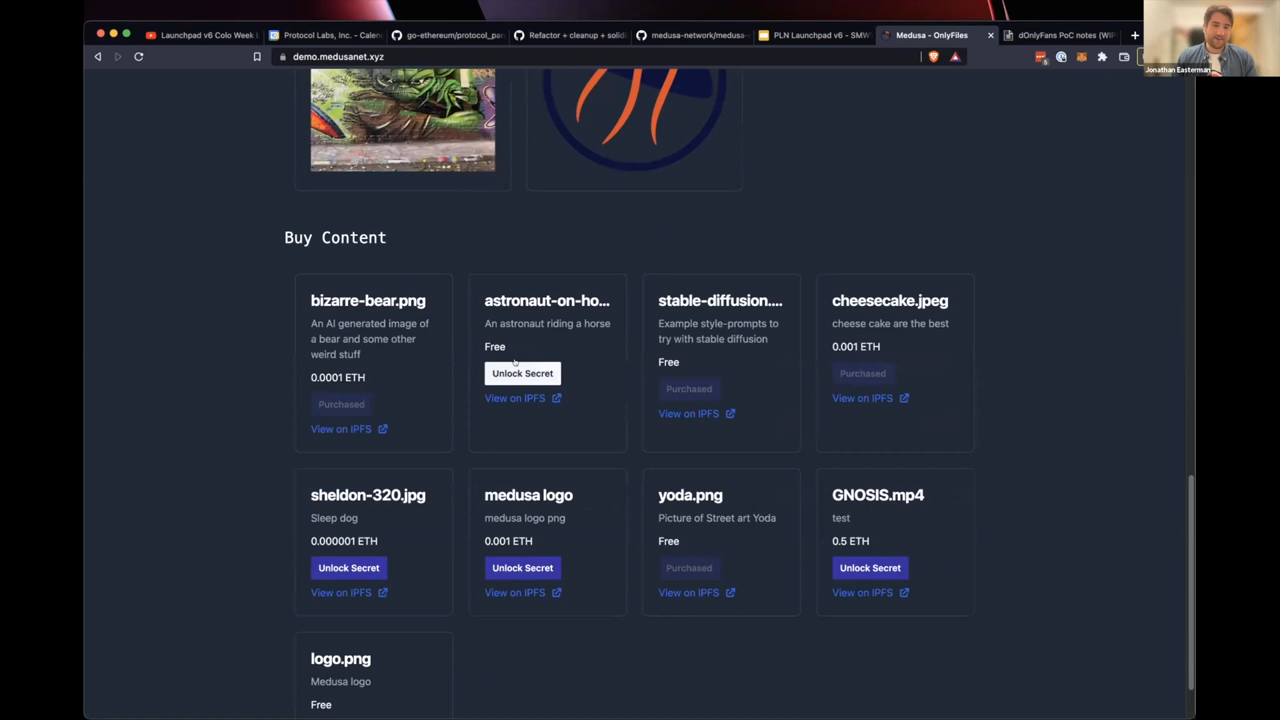 Launchpad v6 Colo Week
Protocol Labs, Inc. - Calen
go-ethereum/protocol_pa
Refactor + cleanup + solid
medusa-network/medusa-
PLN Launchpad v6 - SMW
Medusa - OnlyFiles
dOnlyFans PoC notes (WIP
demo.medusanet.xyz
Jonathan Easterman
Buy Content
bizarre-bear.png
An AI generated image of
a bear and some other
weird stuff
0.0001 ETH
Purchased
View on IPFS
astronaut-on-ho...
An astronaut riding a horse
Free
Unlock Secret
View on IPFS
stable-diffusion....
Example style-prompts to
try with stable diffusion
Free
Purchased
View on IPFS
cheesecake.jpeg
cheese cake are the best
0.001 ETH
Purchased
View on IPFS
sheldon-320.jpg
Sleep dog
0.000001 ETH
Unlock Secret
View on IPFS
medusa logo
medusa logo png
0.001 ETH
Unlock Secret
View on IPFS
yoda.png
Picture of Street art Yoda
Free
Purchased
View on IPFS
GNOSIS.mp4
test
0.5 ETH
Unlock Secret
View on IPFS
logo.png
Medusa logo
Free